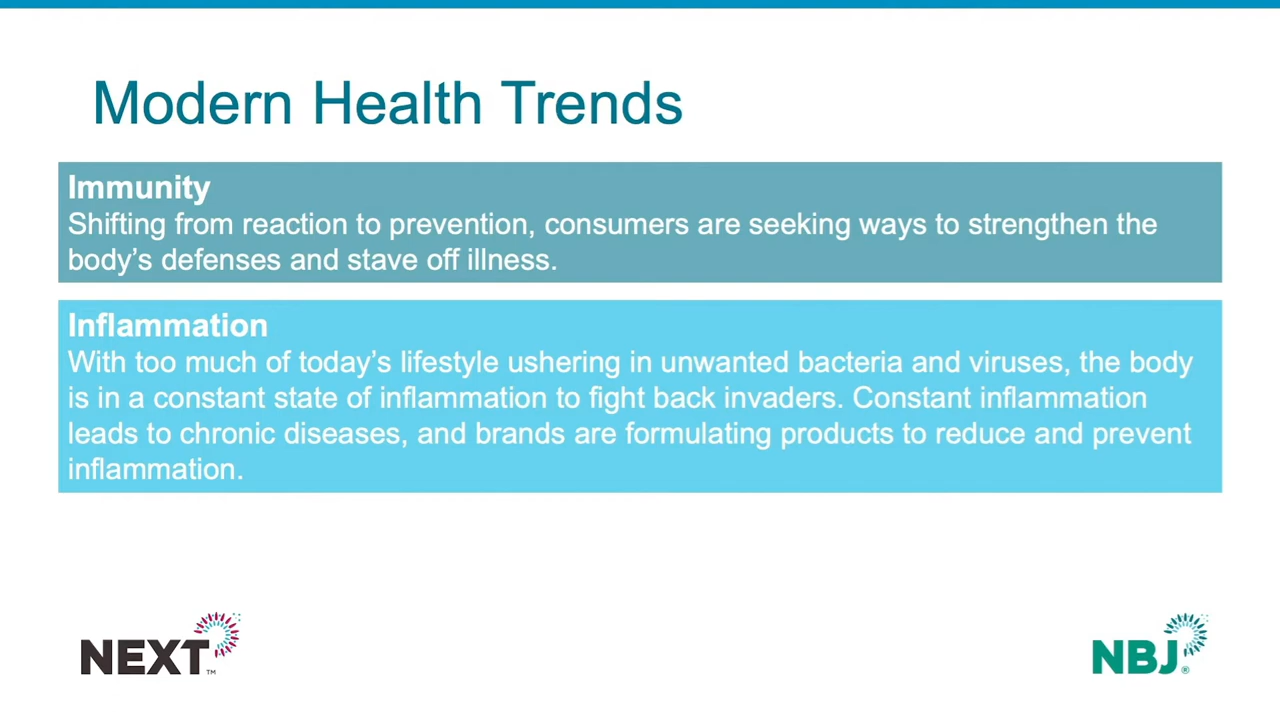 Modern Health Trends
Immunity
Shifting from reaction to prevention, consumers are seeking ways to strengthen the
body’s defenses and stave off illness.
Inflammation
With too much of today’s lifestyle ushering in unwanted bacteria and viruses, the body
is in a constant state of inflammation to fight back invaders. Constant inflammation
leads to chronic diseases, and brands are formulating products to reduce and prevent
inflammation.
NEXT™
NBJ®